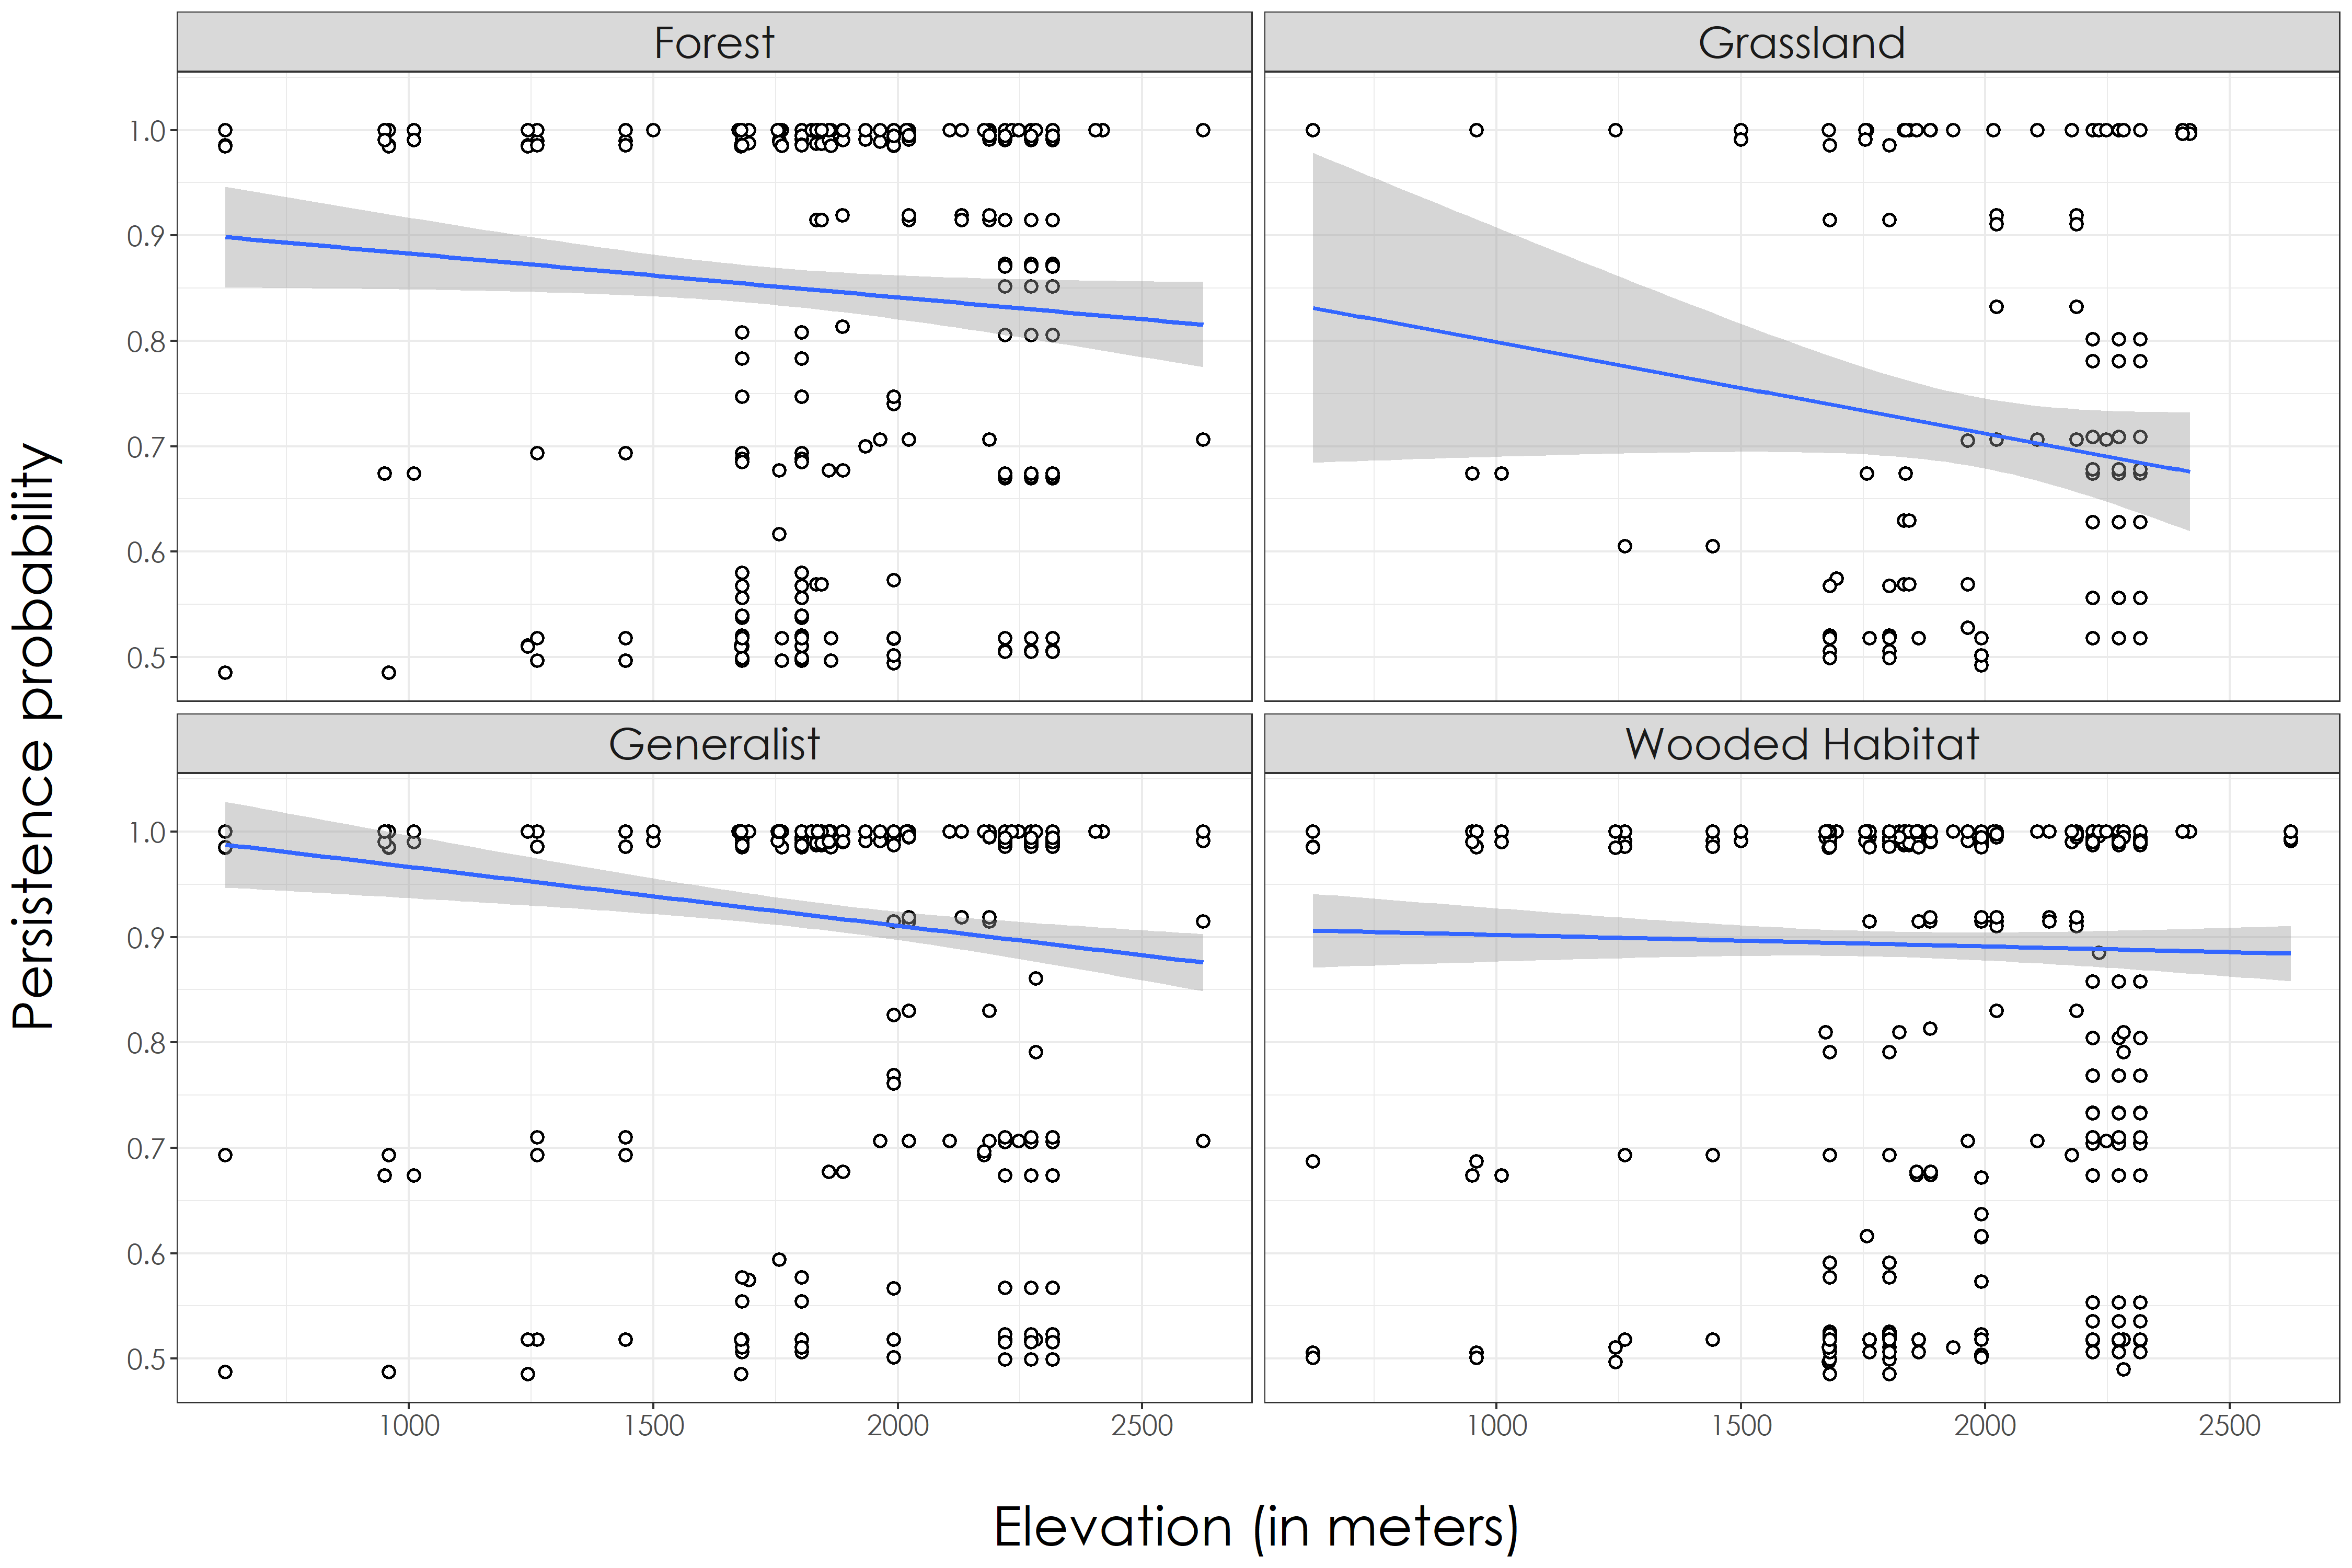 Forest
Grassland
1.0
0.9
0.8
0.7
0.6
0.5
Generalist
Wooded Habitat
1.0
0.9
0.8
0.7
0.6
0.5
1000 1500 2000 2500
1000 1500 2000 2500
Persistence probability
Elevation (in meters)